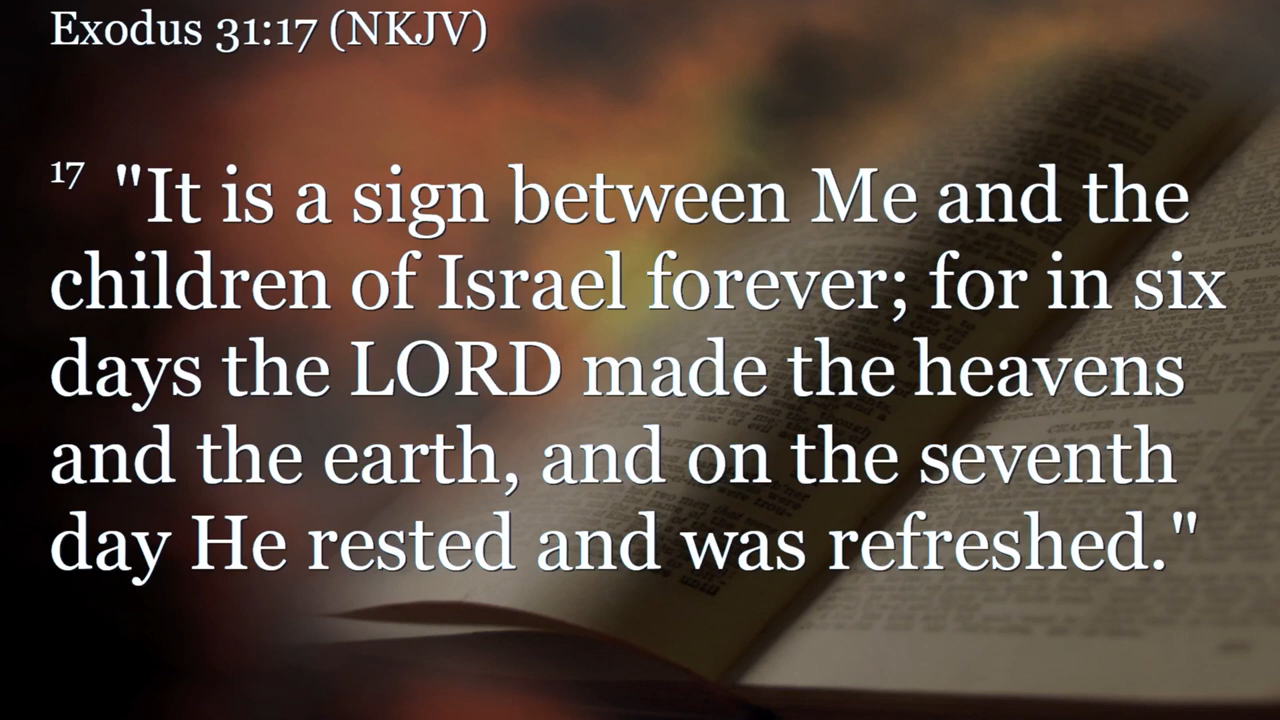 Exodus 31:17 (NKJV)
17 "It is a sign between Me and the
children of Israel forever; for in six
days the LORD made the heavens
and the earth, and on the seventh
day He rested and was refreshed."